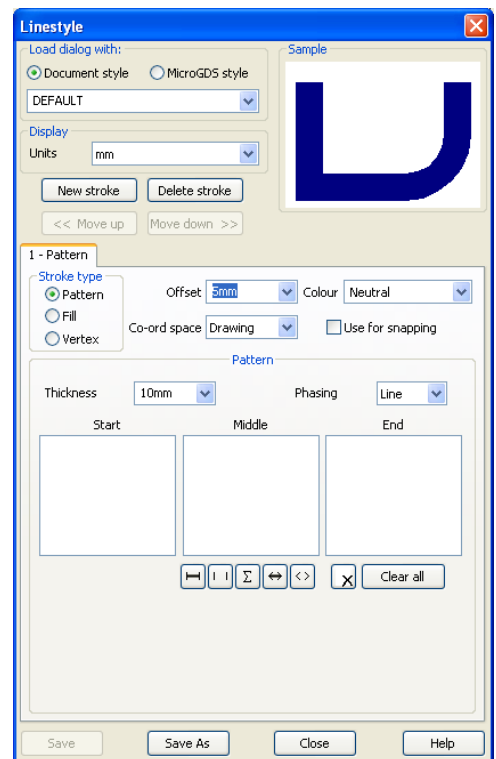 Linestyle
Load dialog with:
Document style MicroGDS style
DEFAULT
Sample
Display
Units mm
New stroke Delete stroke
<< Move up Move down >>
1 - Pattern
Stroke type
Pattern
Fill
Vertex
Offset 5mm Colour Neutral
Co-ord space Drawing Use for snapping
Pattern
Thickness 10mm Phasing Line
Start Middle End
Σ <> X Clear all
Save Save As Close Help